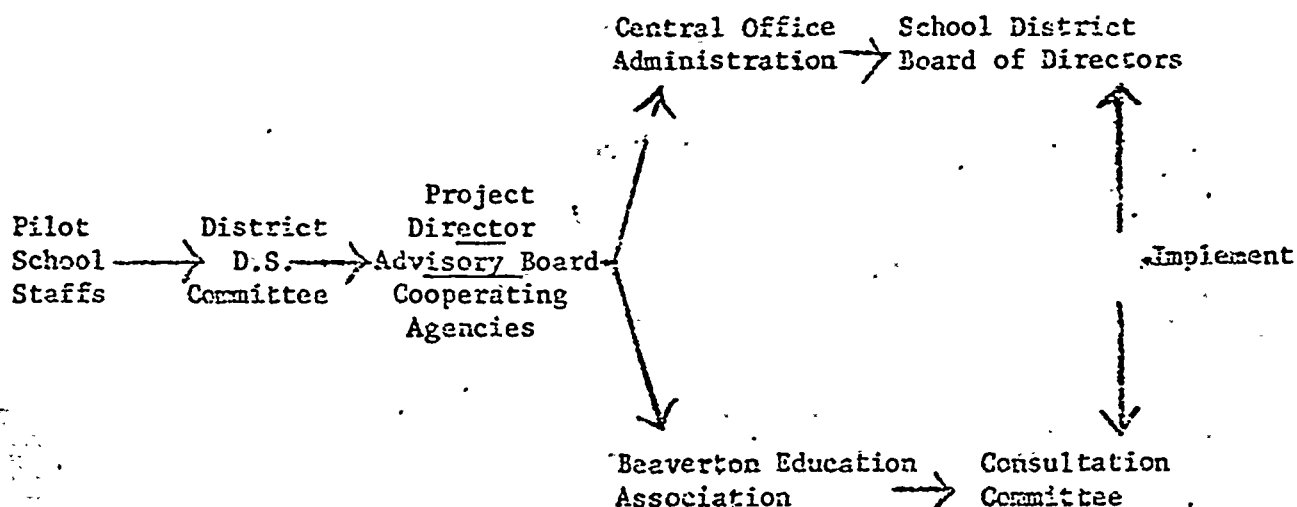 Central Office
Administration
School District
Board of Directors
Pilot
School
Staffs
District
D.S.
Committee
Project
Director
Advisory Board
Cooperating
Agencies
Implement
Beaverton Education
Association
Consultation
Committee